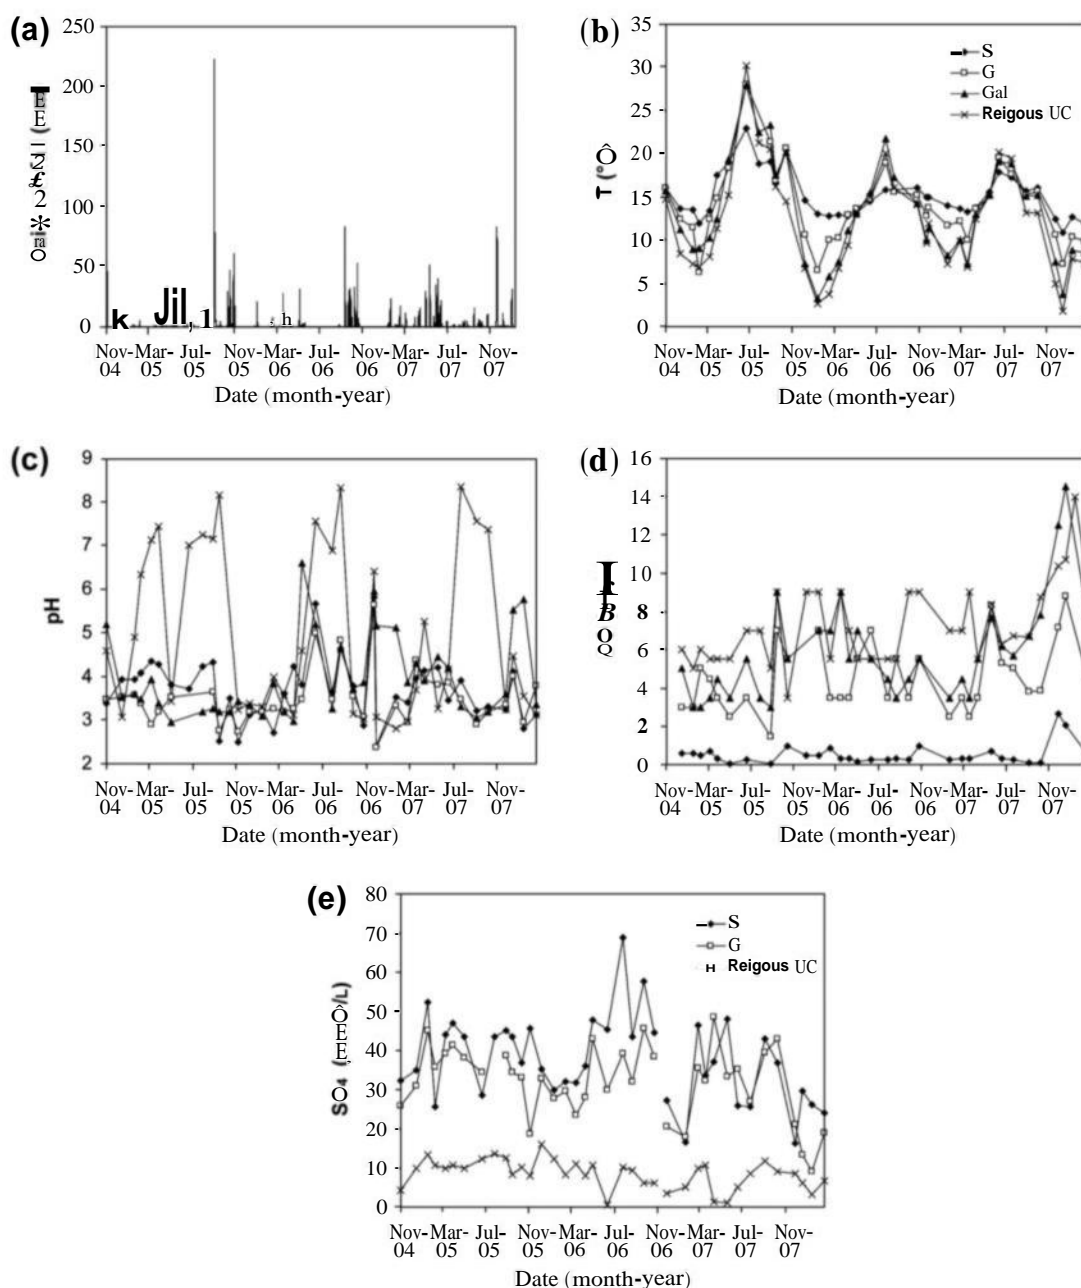 (a)
250
200
150
100
50
0
k Jil, 1 ; h
Nov-04 Mar-05 Jul-05 Nov-05 Mar-06 Jul-06 Nov-06 Mar-07 Jul-07 Nov-07
Date (month-year)
(b)
35
30
25
20
15
10
5
0
T (°Ô
S
G
Gal
Reigous UC
Nov-04 Mar-05 Jul-05 Nov-05 Mar-06 Jul-06 Nov-06 Mar-07 Jul-07 Nov-07
Date (month-year)
(c)
9
8
7
6
5
4
3
2
pH
Nov-04 Mar-05 Jul-05 Nov-05 Mar-06 Jul-06 Nov-06 Mar-07 Jul-07 Nov-07
Date (month-year)
(d)
16
14
12
10
8
6
4
2
0
Nov-04 Mar-05 Jul-05 Nov-05 Mar-06 Jul-06 Nov-06 Mar-07 Jul-07 Nov-07
Date (month-year)
(e)
80
70
60
50
40
30
20
10
0
SO4 (EÊÔ/L)
S
G
H Reigous UC
Nov-04 Mar-05 Jul-05 Nov-05 Mar-06 Jul-06 Nov-06 Mar-07 Jul-07 Nov-07
Date (month-year)